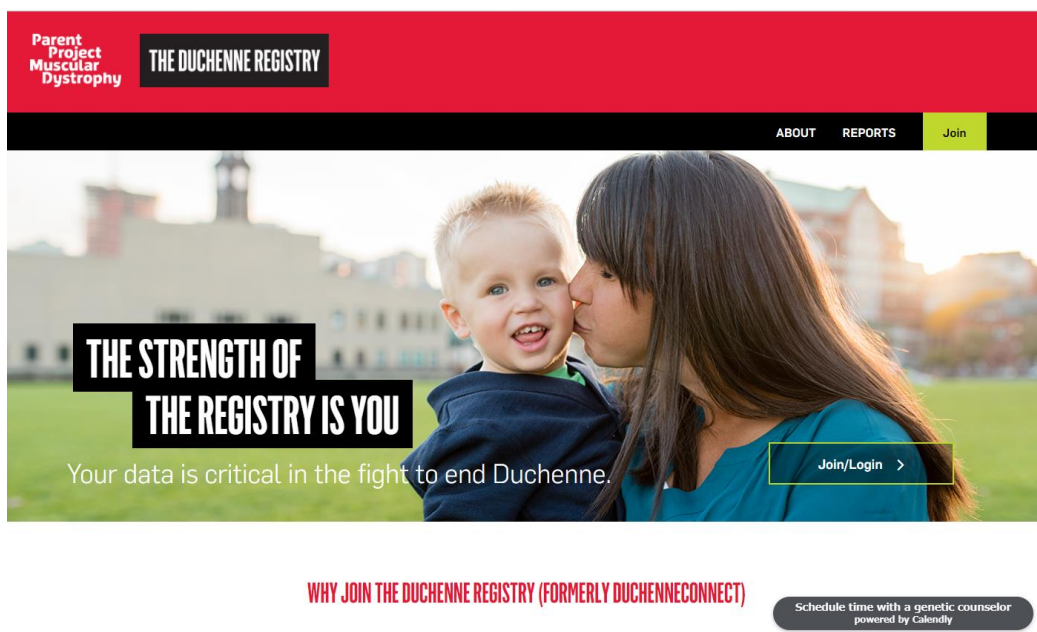 Parent
Project
Muscular
Dystrophy
THE DUCHENNE REGISTRY
ABOUT REPORTS Join
THE STRENGTH OF
THE REGISTRY IS YOU
Your data is critical in the fight to end Duchenne.
Join/Login >
WHY JOIN THE DUCHENNE REGISTRY (FORMERLY DUCHENNECONNECT)
Schedule time with a genetic counselor
powered by Calendly